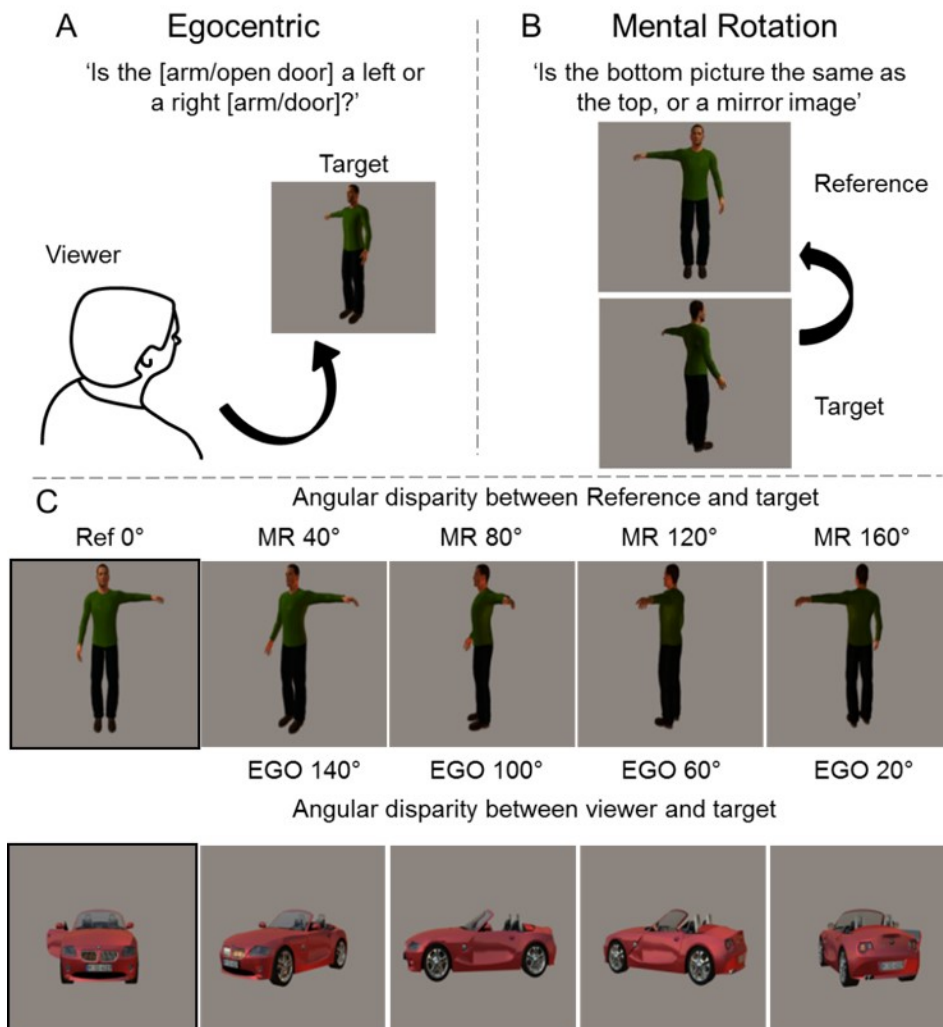 A Egocentric
‘Is the [arm/open door] a left or
a right [arm/door]?’
Target
Viewer
B Mental Rotation
‘Is the bottom picture the same as
the top, or a mirror image’
Reference
Target
C Angular disparity between Reference and target
Ref 0° MR 40° MR 80° MR 120° MR 160°
EGO 140° EGO 100° EGO 60° EGO 20°
Angular disparity between viewer and target